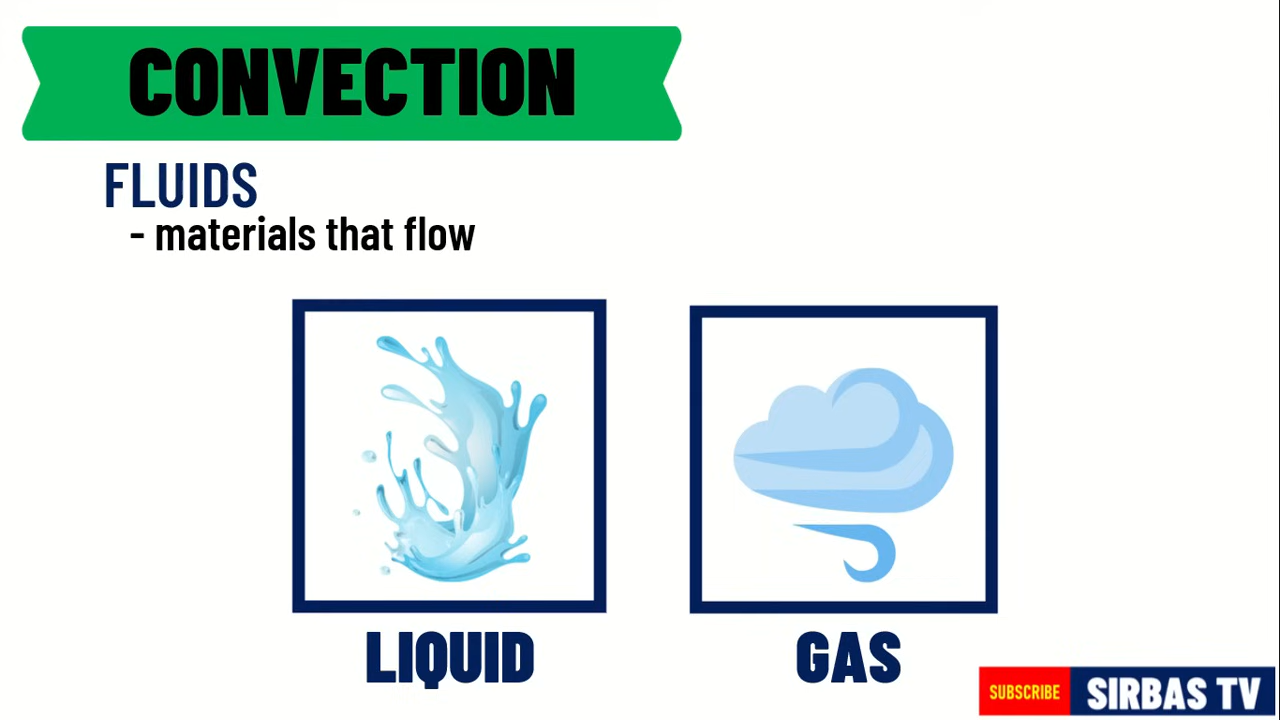 CONVECTION
FLUIDS
- materials that flow
LIQUID
GAS
SUBSCRIBE
SIRBAS TV